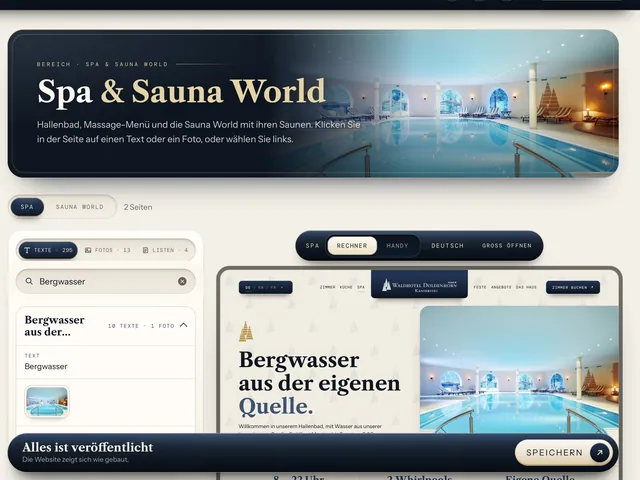 BEREICH · SPA & SAUNA WORLD
Spa & Sauna World
Hallenbad, Massage-Menü und die Sauna World mit ihren Saunen. Klicken Sie
in der Seite auf einen Text oder ein Foto, oder wählen Sie links.
SPA SAUNA WORLD 2 Seiten
TEXTE · 295 FOTOS · 13 LISTEN · 4
Bergwasser
Bergwasser
aus der...
10 TEXTE · 1 FOTO
TEXT
Bergwasser
SPA RECHNER HANDY DEUTSCH GROSS ÖFFNEN
DE ZIMMER KÜCHE SPA
WALDHOTEL DOLDENHORN
KANDERSTEG
FESTE ANGEBOTE DAS HAUS ZIMMER BUCHEN
Bergwasser
aus der eigenen
Quelle.
Willkommen in unserem Hallenbad, mit Wasser aus unserer
Alles ist veröffentlicht
Die Website zeigt sich wie gebaut.
SPEICHERN